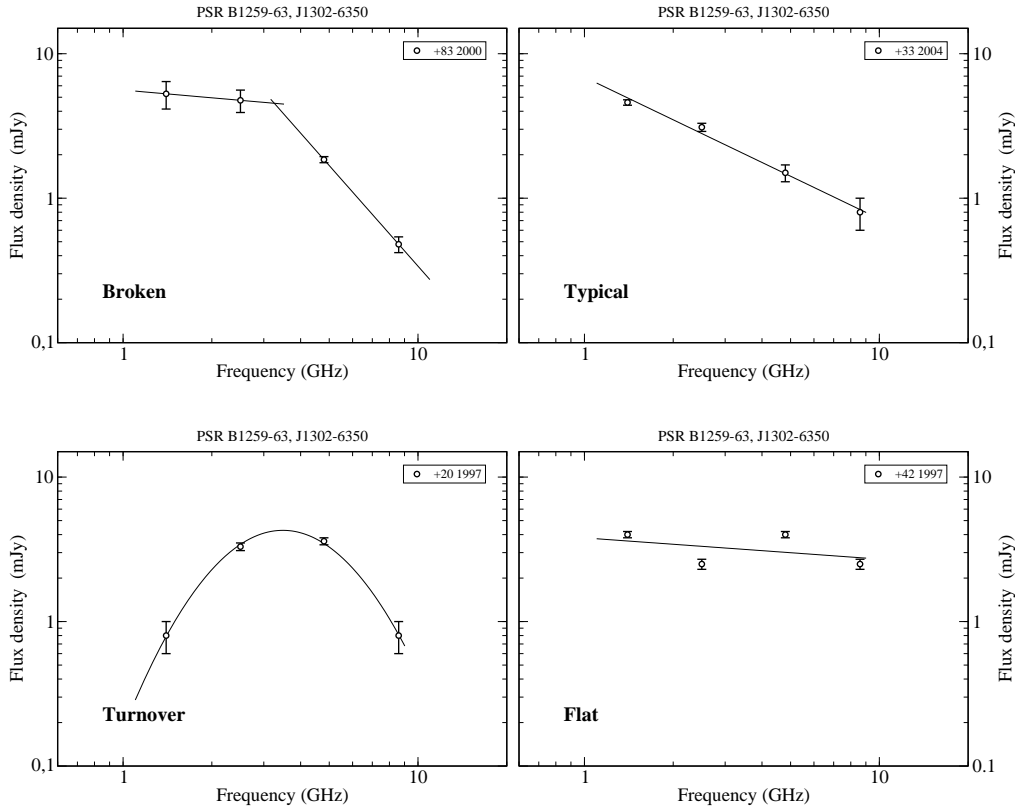 PSR B1259-63, J1302-6350
+83 2000
10
1
0,1
Flux density (mJy)
Broken
1
10
Frequency (GHz)
PSR B1259-63, J1302-6350
+33 2004
10
1
0,1
Flux density (mJy)
Typical
1
10
Frequency (GHz)
PSR B1259-63, J1302-6350
+20 1997
10
1
0,1
Flux density (mJy)
Turnover
1
10
Frequency (GHz)
PSR B1259-63, J1302-6350
+42 1997
10
1
0.1
Flux density (mJy)
Flat
1
10
Frequency (GHz)